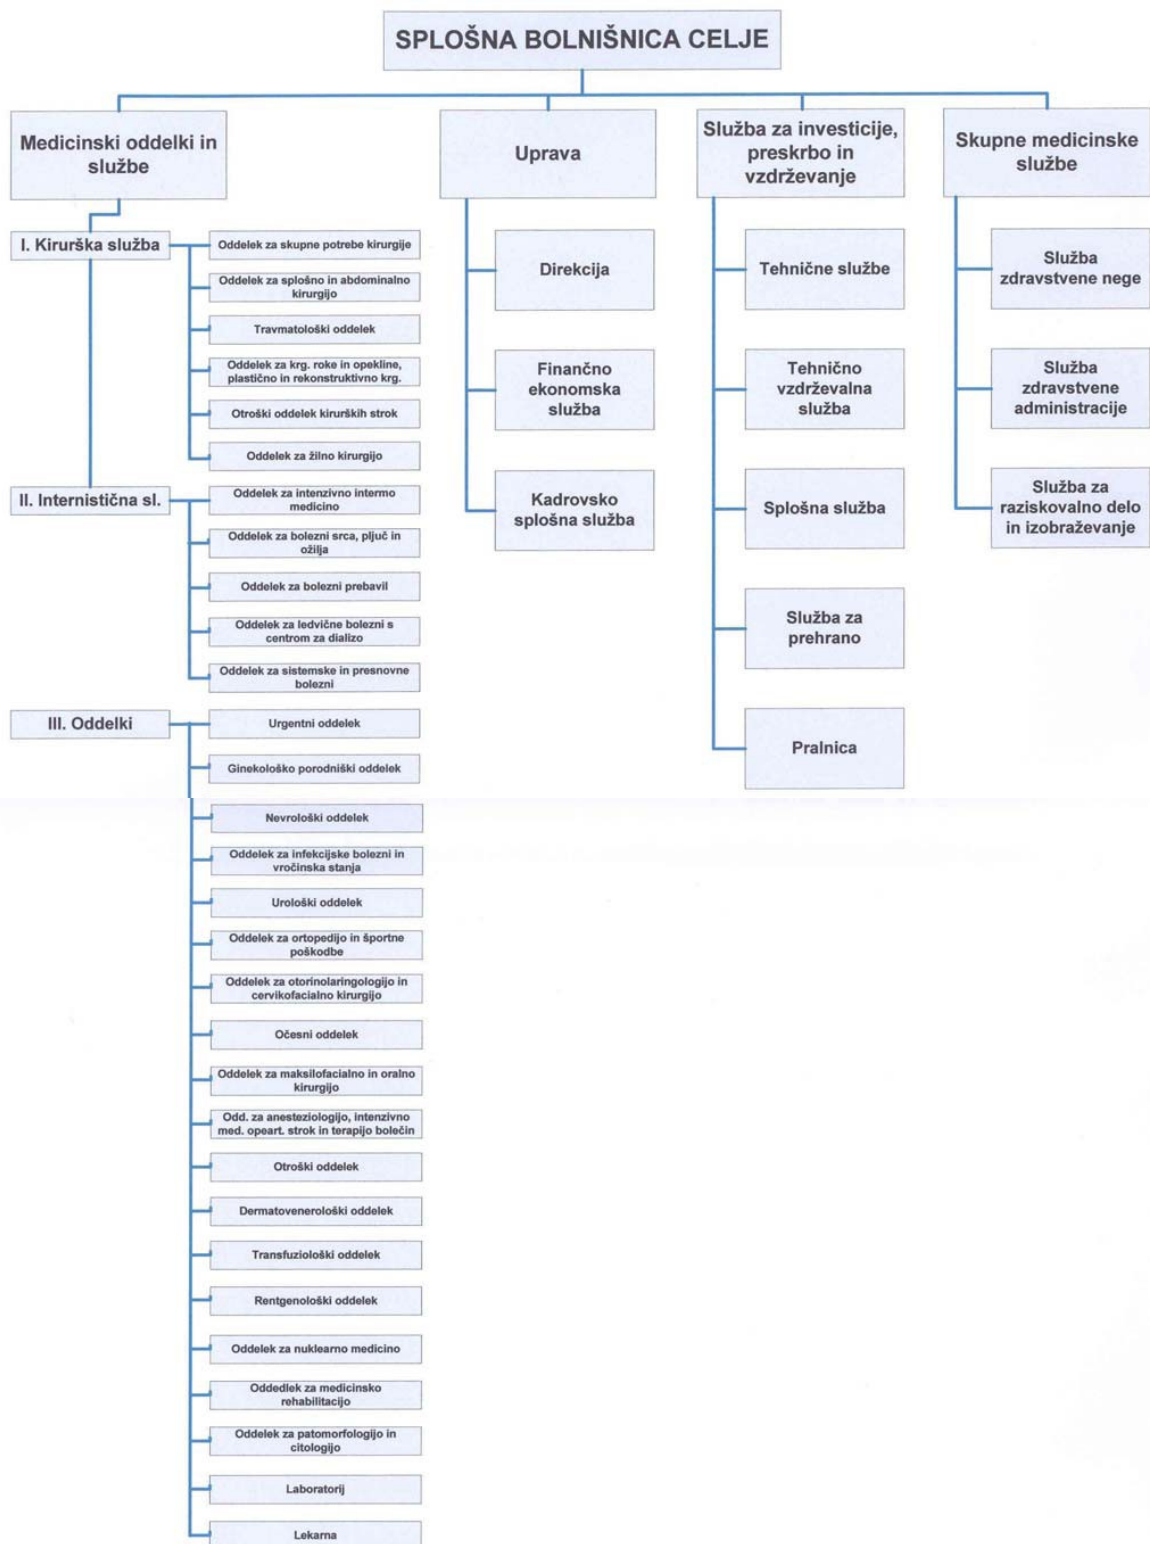 SPLOŠNA BOLNIŠNICA CELJE
Medicinski oddelki in
službe
I. Kirurška služba
Oddelek za skupne potrebe kirurgije
Oddelek za splošno in abdominalno
kirurgijo
Travmatološki oddelek
Oddelek za krg. roke in opekline,
plastično in rekonstruktivno krg.
Otroški oddelek kirurških strok
Oddelek za žilno kirurgijo
II. Internistična sl.
Oddelek za intenzivno intermo
medicino
Oddelek za bolezni srca, pljuč in
ožilja
Oddelek za bolezni prebavil
Oddelek za ledvične bolezni s
centrom za dializo
Oddelek za sistemske in presnovne
bolezni
III. Oddelki
Urgentni oddelek
Ginekološko porodniški oddelek
Nevrološki oddelek
Oddelek za infekcijske bolezni in
vročinska stanja
Urološki oddelek
Oddelek za ortopedijo in športne
poškodbe
Oddelek za otorinolaringologijo in
cervikofacialno kirurgijo
Očesni oddelek
Oddelek za maksilofacialno in oralno
kirurgijo
Odd. za anesteziologijo, intenzivno
med. opeart. strok in terapijo bolečin
Otroški oddelek
Dermatovenerološki oddelek
Transfuziološki oddelek
Rentgenološki oddelek
Oddelek za nuklearno medicino
Oddedlek za medicinsko
rehabilitacijo
Oddelek za patomorfologijo in
citologijo
Laboratorij
Lekarna
Uprava
Direkcija
Finančno
ekonomska
služba
Kadrovsko
splošna služba
Služba za investicije,
preskrbo in
vzdrževanje
Tehnične službe
Tehnično
vzdrževalna
služba
Splošna služba
Služba za
prehrano
Pralnica
Skupne medicinske
službe
Služba
zdravstvene nege
Služba
zdravstvene
administracije
Služba za
raziskovalno delo
in izobraževanje